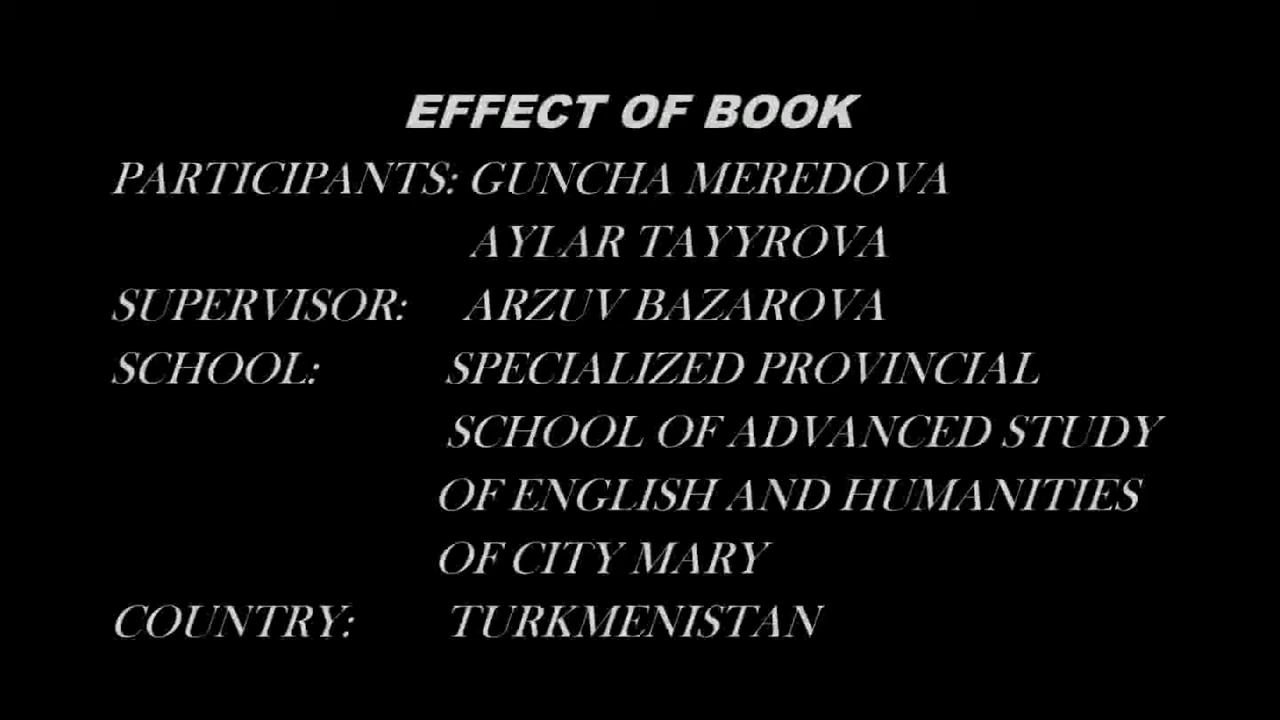 EFFECT OF BOOK
PARTICIPANTS: GUNCHA MEREDOVA
AYLAR TAYYROVA
SUPERVISOR: ARZUV BAZAROVA
SCHOOL: SPECIALIZED PROVINCIAL
SCHOOL OF ADVANCED STUDY
OF ENGLISH AND HUMANITIES
OF CITY MARY
COUNTRY: TURKMENISTAN